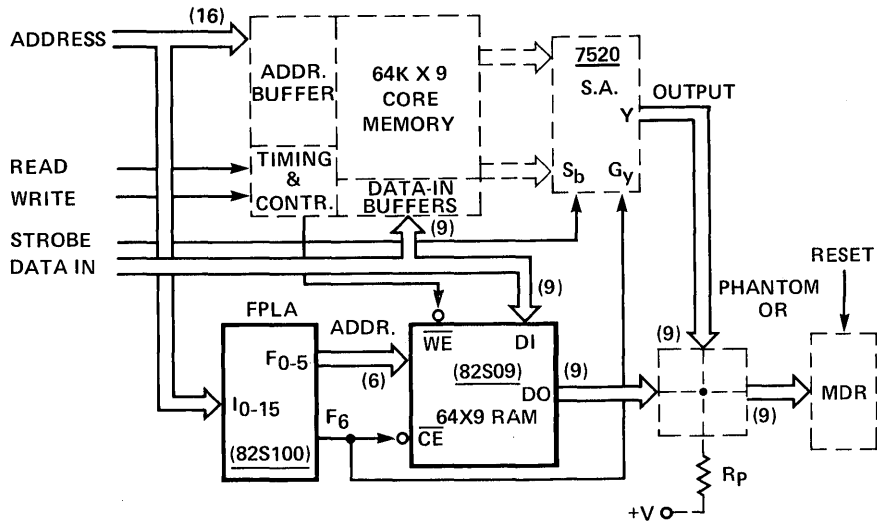 ADDRESS
(16)
ADDR.
BUFFER
64K X 9
CORE
MEMORY
7520
S.A.
Y
OUTPUT
READ
WRITE
TIMING
&
CONTR.
DATA-IN
BUFFERS
Sb
Gy
STROBE
DATA IN
(9)
(9)
RESET
PHANTOM
OR
FPLA
ADDR.
(6)
F0-5
I0-15
F6
(82S100)
WE
DI
(82S09)
DO
64X9 RAM
CE
(9)
(9)
(9)
MDR
RP
+V